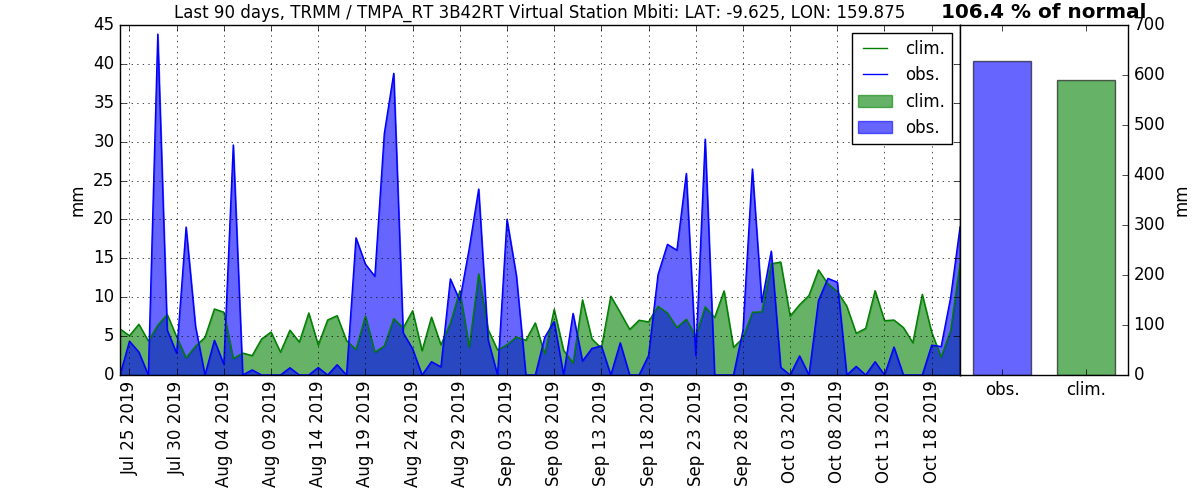 Last 90 days, TRMM / TMPA_RT 3B42RT Virtual Station Mbiti: LAT: -9.625, LON: 159.875
106.4 % of normal
45
40
35
30
25
20
15
10
5
0
mm
clim.
obs.
clim.
obs.
700
600
500
400
300
200
100
0
mm
obs.
clim.
Jul 25 2019
Jul 30 2019
Aug 04 2019
Aug 09 2019
Aug 14 2019
Aug 19 2019
Aug 24 2019
Aug 29 2019
Sep 03 2019
Sep 08 2019
Sep 13 2019
Sep 18 2019
Sep 23 2019
Sep 28 2019
Oct 03 2019
Oct 08 2019
Oct 13 2019
Oct 18 2019